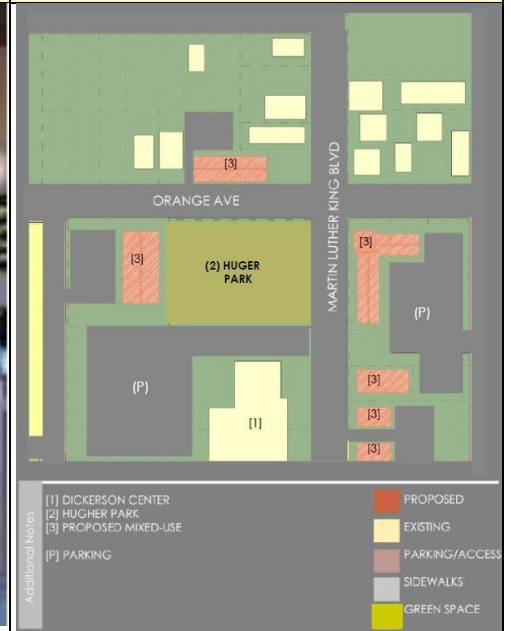 [3]
ORANGE AVE
MARTIN LUTHER KING BLVD
[3]
(2) HUGER
PARK
[3]
(P)
(P)
[3]
[1]
[3]
[3]
Additional Notes
[1] DICKERSON CENTER
[2] HUGHER PARK
[3] PROPOSED MIXED-USE
[P] PARKING
PROPOSED
EXISTING
PARKING/ACCESS
SIDEWALKS
GREEN SPACE